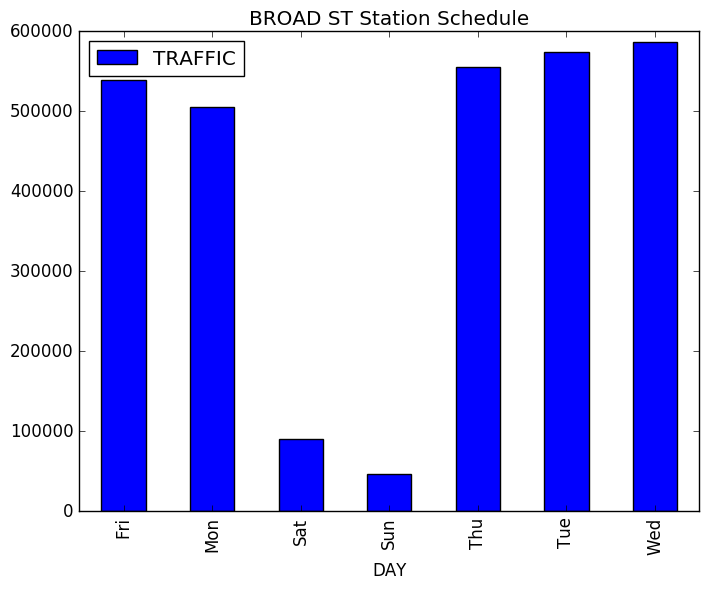 BROAD ST Station Schedule
TRAFFIC
600000
500000
400000
300000
200000
100000
0
Fri Mon Sat Sun Thu Tue Wed
DAY